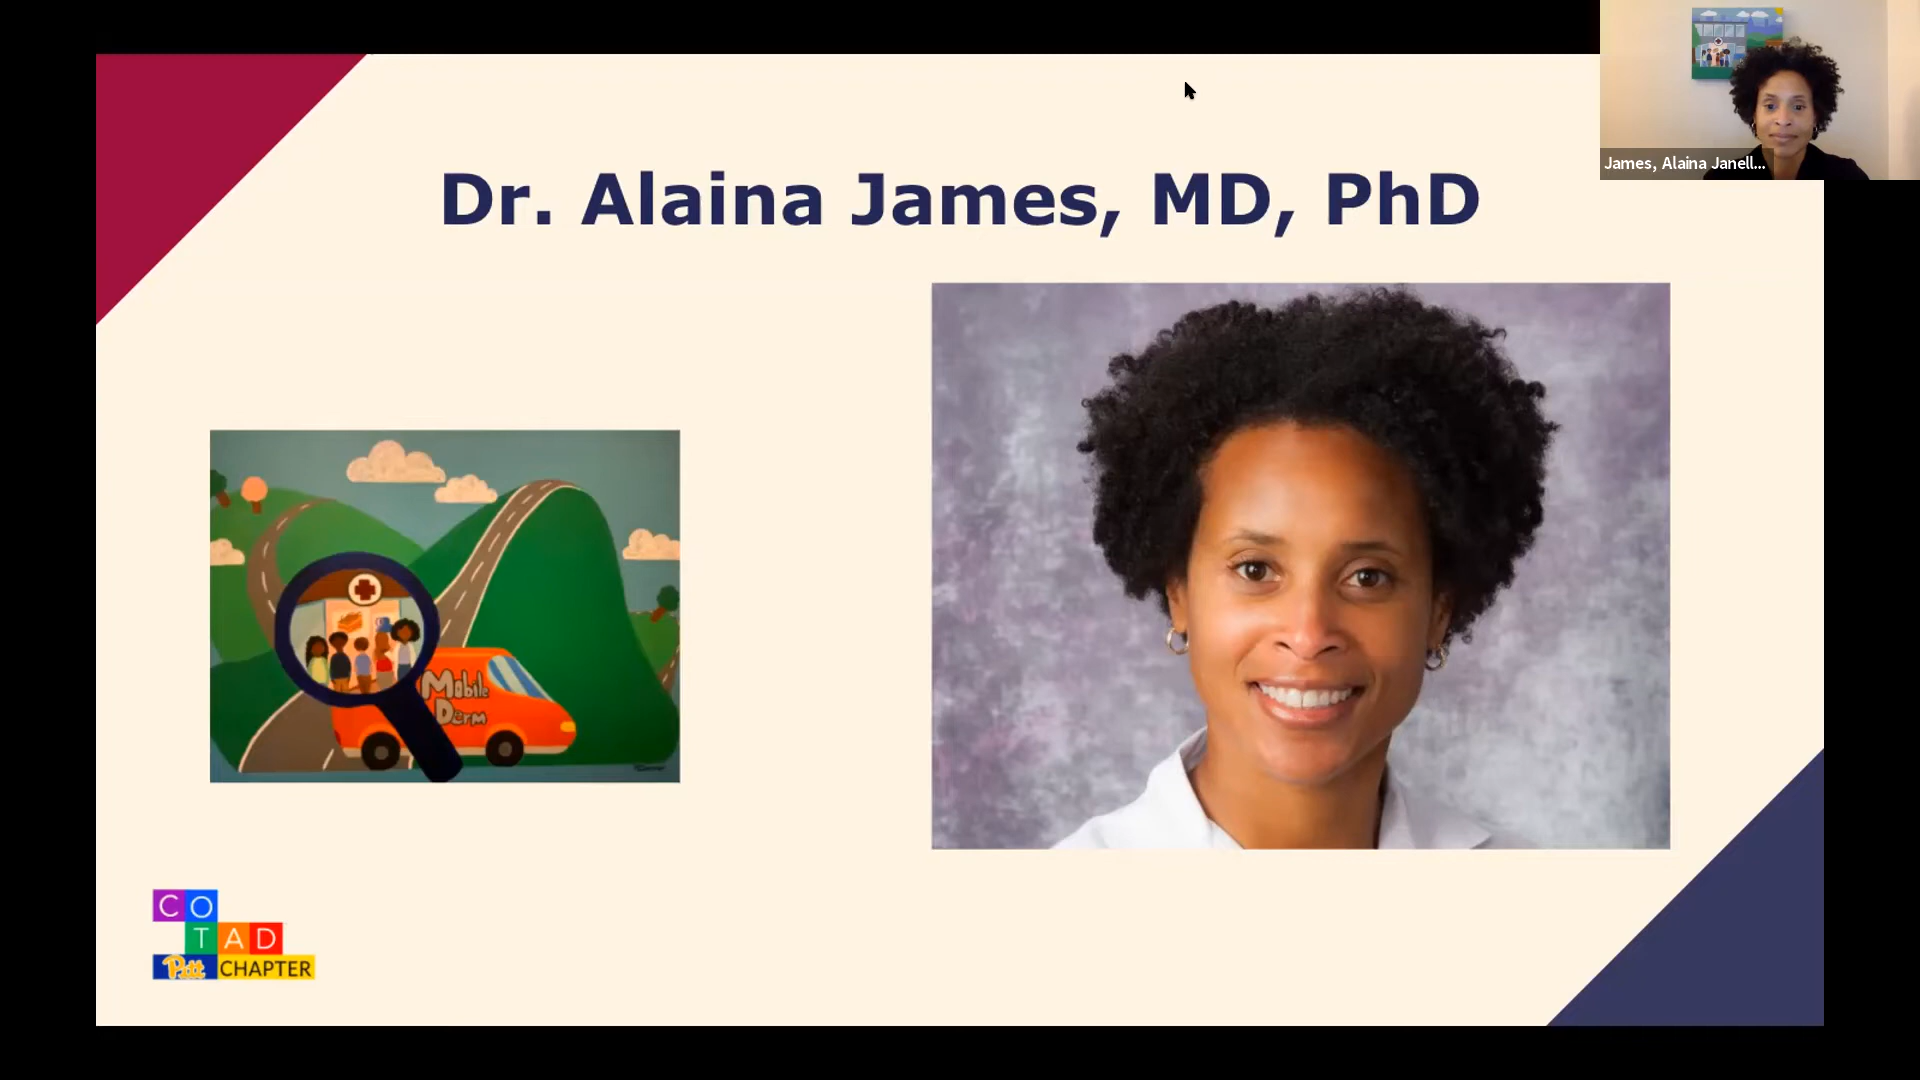 James, Alaina Janell...
Dr. Alaina James, MD, PhD
Mobile
Derm
CO
TAD
Pitt CHAPTER